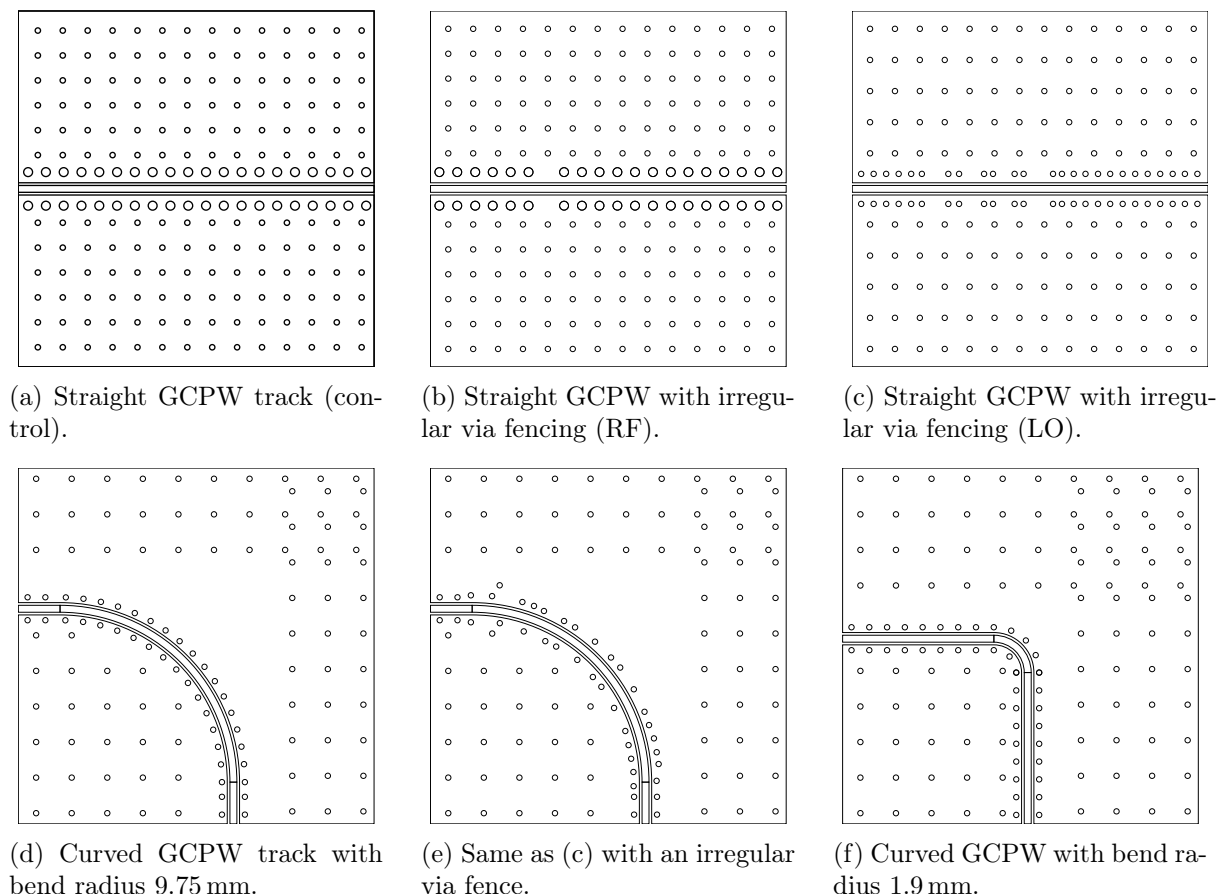 (a) Straight GCPW track (con-
trol).
(b) Straight GCPW with irregu-
lar via fencing (RF).
(c) Straight GCPW with irregu-
lar via fencing (LO).
(d) Curved GCPW track with
bend radius 9.75 mm.
(e) Same as (c) with an irregular
via fence.
(f) Curved GCPW with bend ra-
dius 1.9 mm.